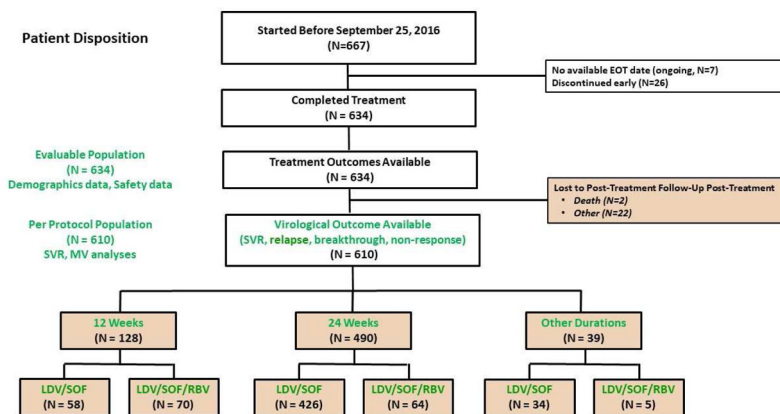 Patient Disposition
Started Before September 25, 2016
(N=667)
No available EOT date (ongoing, N=7)
Discontinued early (N=26)
Completed Treatment
(N = 634)
Evaluable Population
(N = 634)
Demographics data, Safety data
Treatment Outcomes Available
(N = 634)
Lost to Post-Treatment Follow-Up Post-Treatment
• Death (N=2)
• Other (N=22)
Per Protocol Population
(N = 610)
SVR, MV analyses
Virological Outcome Available
(SVR, relapse, breakthrough, non-response)
(N = 610)
12 Weeks
(N = 128)
24 Weeks
(N = 490)
Other Durations
(N = 39)
LDV/SOF
(N = 58)
LDV/SOF/RBV
(N = 70)
LDV/SOF
(N = 426)
LDV/SOF/RBV
(N = 64)
LDV/SOF
(N = 34)
LDV/SOF/RBV
(N = 5)